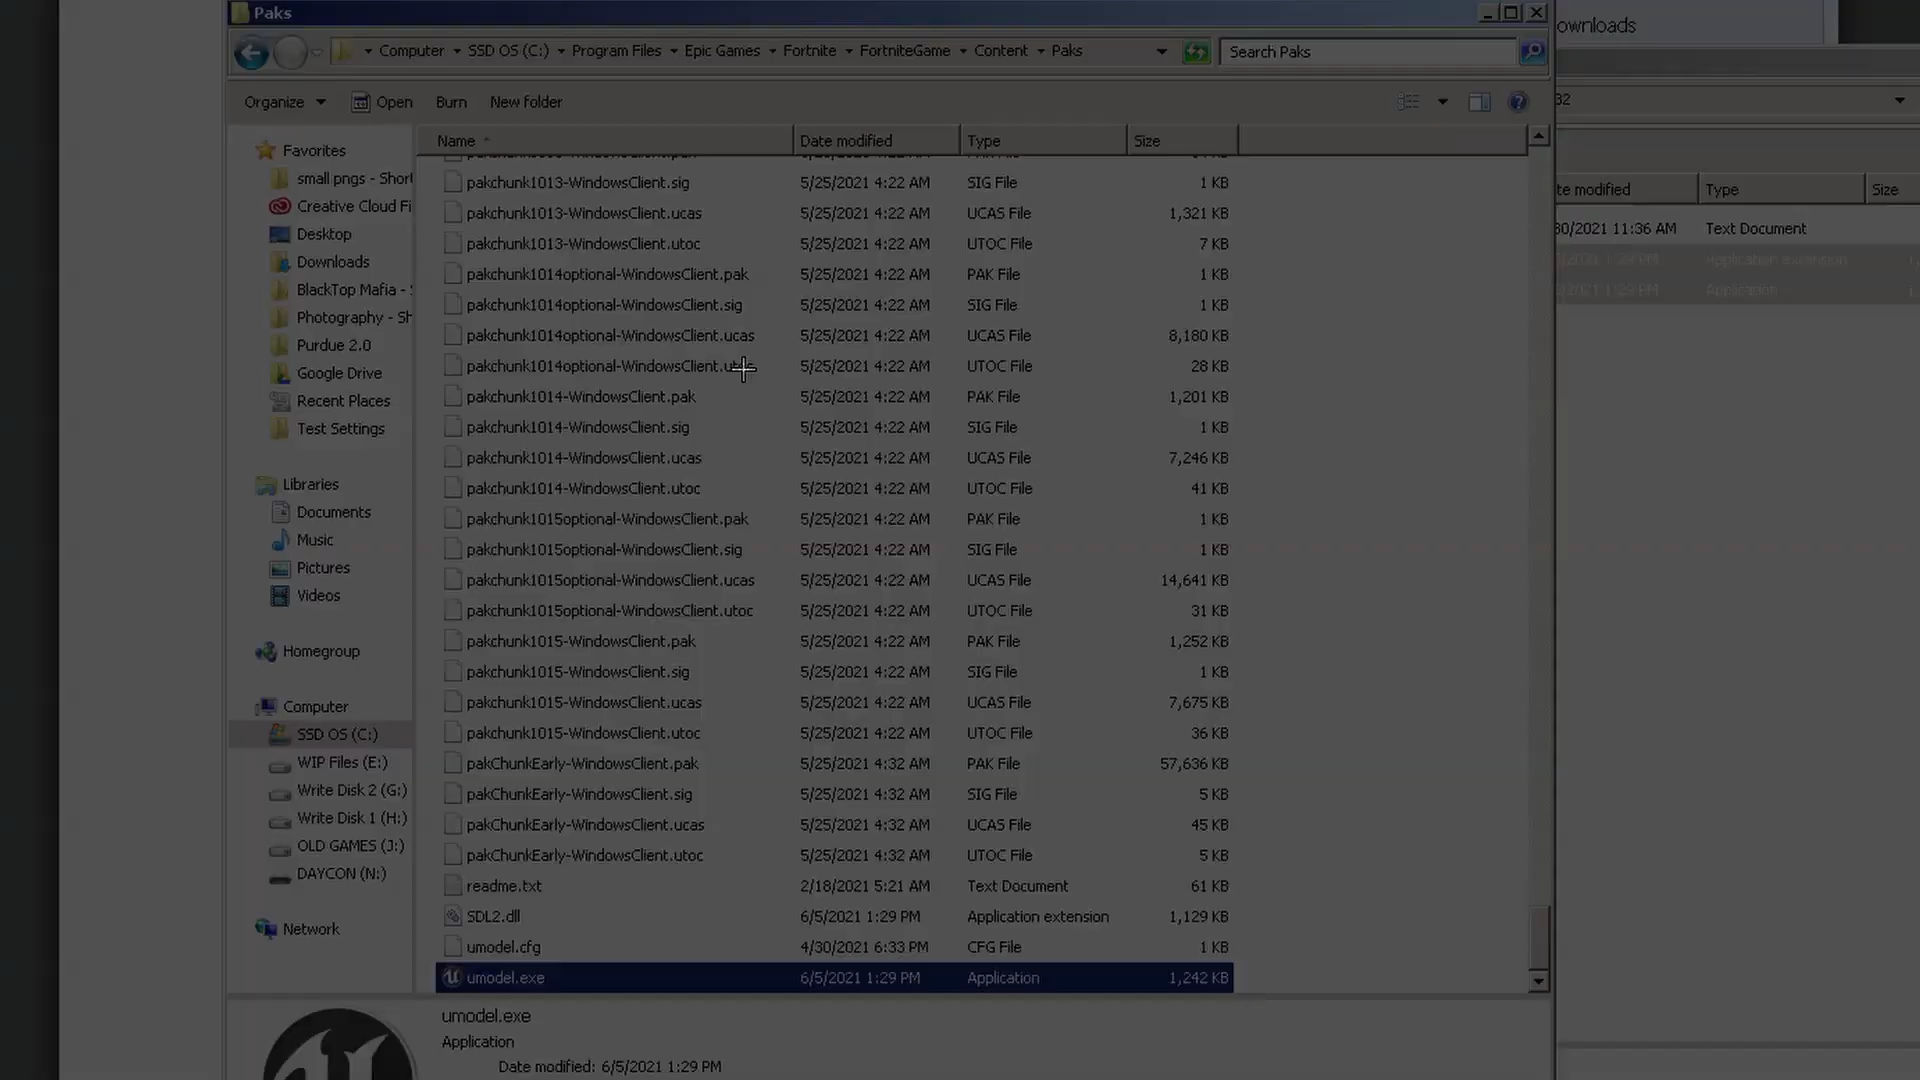 Paks
Computer SSD OS (C:) Program Files Epic Games Fortnite FortniteGame Content Paks
Search Paks
Organize Open Burn New folder
Name Date modified Type Size
pakchunk1013-WindowsClient.sig 5/25/2021 4:22 AM SIG File 1 KB
pakchunk1013-WindowsClient.ucas 5/25/2021 4:22 AM UCAS File 1,321 KB
pakchunk1013-WindowsClient.utoc 5/25/2021 4:22 AM UTOC File 7 KB
pakchunk1014optional-WindowsClient.pak 5/25/2021 4:22 AM PAK File 1 KB
pakchunk1014optional-WindowsClient.sig 5/25/2021 4:22 AM SIG File 1 KB
pakchunk1014optional-WindowsClient.ucas 5/25/2021 4:22 AM UCAS File 8,180 KB
pakchunk1014optional-WindowsClient.utoc 5/25/2021 4:22 AM UTOC File 28 KB
pakchunk1014-WindowsClient.pak 5/25/2021 4:22 AM PAK File 1,201 KB
pakchunk1014-WindowsClient.sig 5/25/2021 4:22 AM SIG File 1 KB
pakchunk1014-WindowsClient.ucas 5/25/2021 4:22 AM UCAS File 7,246 KB
pakchunk1014-WindowsClient.utoc 5/25/2021 4:22 AM UTOC File 41 KB
pakchunk1015optional-WindowsClient.pak 5/25/2021 4:22 AM PAK File 1 KB
pakchunk1015optional-WindowsClient.sig 5/25/2021 4:22 AM SIG File 1 KB
pakchunk1015optional-WindowsClient.ucas 5/25/2021 4:22 AM UCAS File 14,641 KB
pakchunk1015optional-WindowsClient.utoc 5/25/2021 4:22 AM UTOC File 31 KB
pakchunk1015-WindowsClient.pak 5/25/2021 4:22 AM PAK File 1,252 KB
pakchunk1015-WindowsClient.sig 5/25/2021 4:22 AM SIG File 1 KB
pakchunk1015-WindowsClient.ucas 5/25/2021 4:22 AM UCAS File 7,675 KB
pakchunk1015-WindowsClient.utoc 5/25/2021 4:22 AM UTOC File 36 KB
pakChunkEarly-WindowsClient.pak 5/25/2021 4:32 AM PAK File 57,636 KB
pakChunkEarly-WindowsClient.sig 5/25/2021 4:32 AM SIG File 5 KB
pakChunkEarly-WindowsClient.ucas 5/25/2021 4:32 AM UCAS File 45 KB
pakChunkEarly-WindowsClient.utoc 5/25/2021 4:32 AM UTOC File 5 KB
readme.txt 2/18/2021 5:21 AM Text Document 61 KB
SDL2.dll 6/5/2021 1:29 PM Application extension 1,129 KB
umodel.cfg 4/30/2021 6:33 PM CFG File 1 KB
umodel.exe 6/5/2021 1:29 PM Application 1,242 KB
Favorites
small pngs - Short
Creative Cloud Fi
Desktop
Downloads
BlackTop Mafia - S
Photography - Sh
Purdue 2.0
Google Drive
Recent Places
Test Settings
Libraries
Documents
Music
Pictures
Videos
Homegroup
Computer
SSD OS (C:)
WIP Files (E:)
Write Disk 2 (G:)
Write Disk 1 (H:)
OLD GAMES (J:)
DAYCON (N:)
Network
umodel.exe
Application
Date modified: 6/5/2021 1:29 PM
ownloads
32
te modified Type Size
30/2021 11:36 AM Text Document
/2021 1:29 PM Application extension 1,
/2021 1:29 PM Application 1,